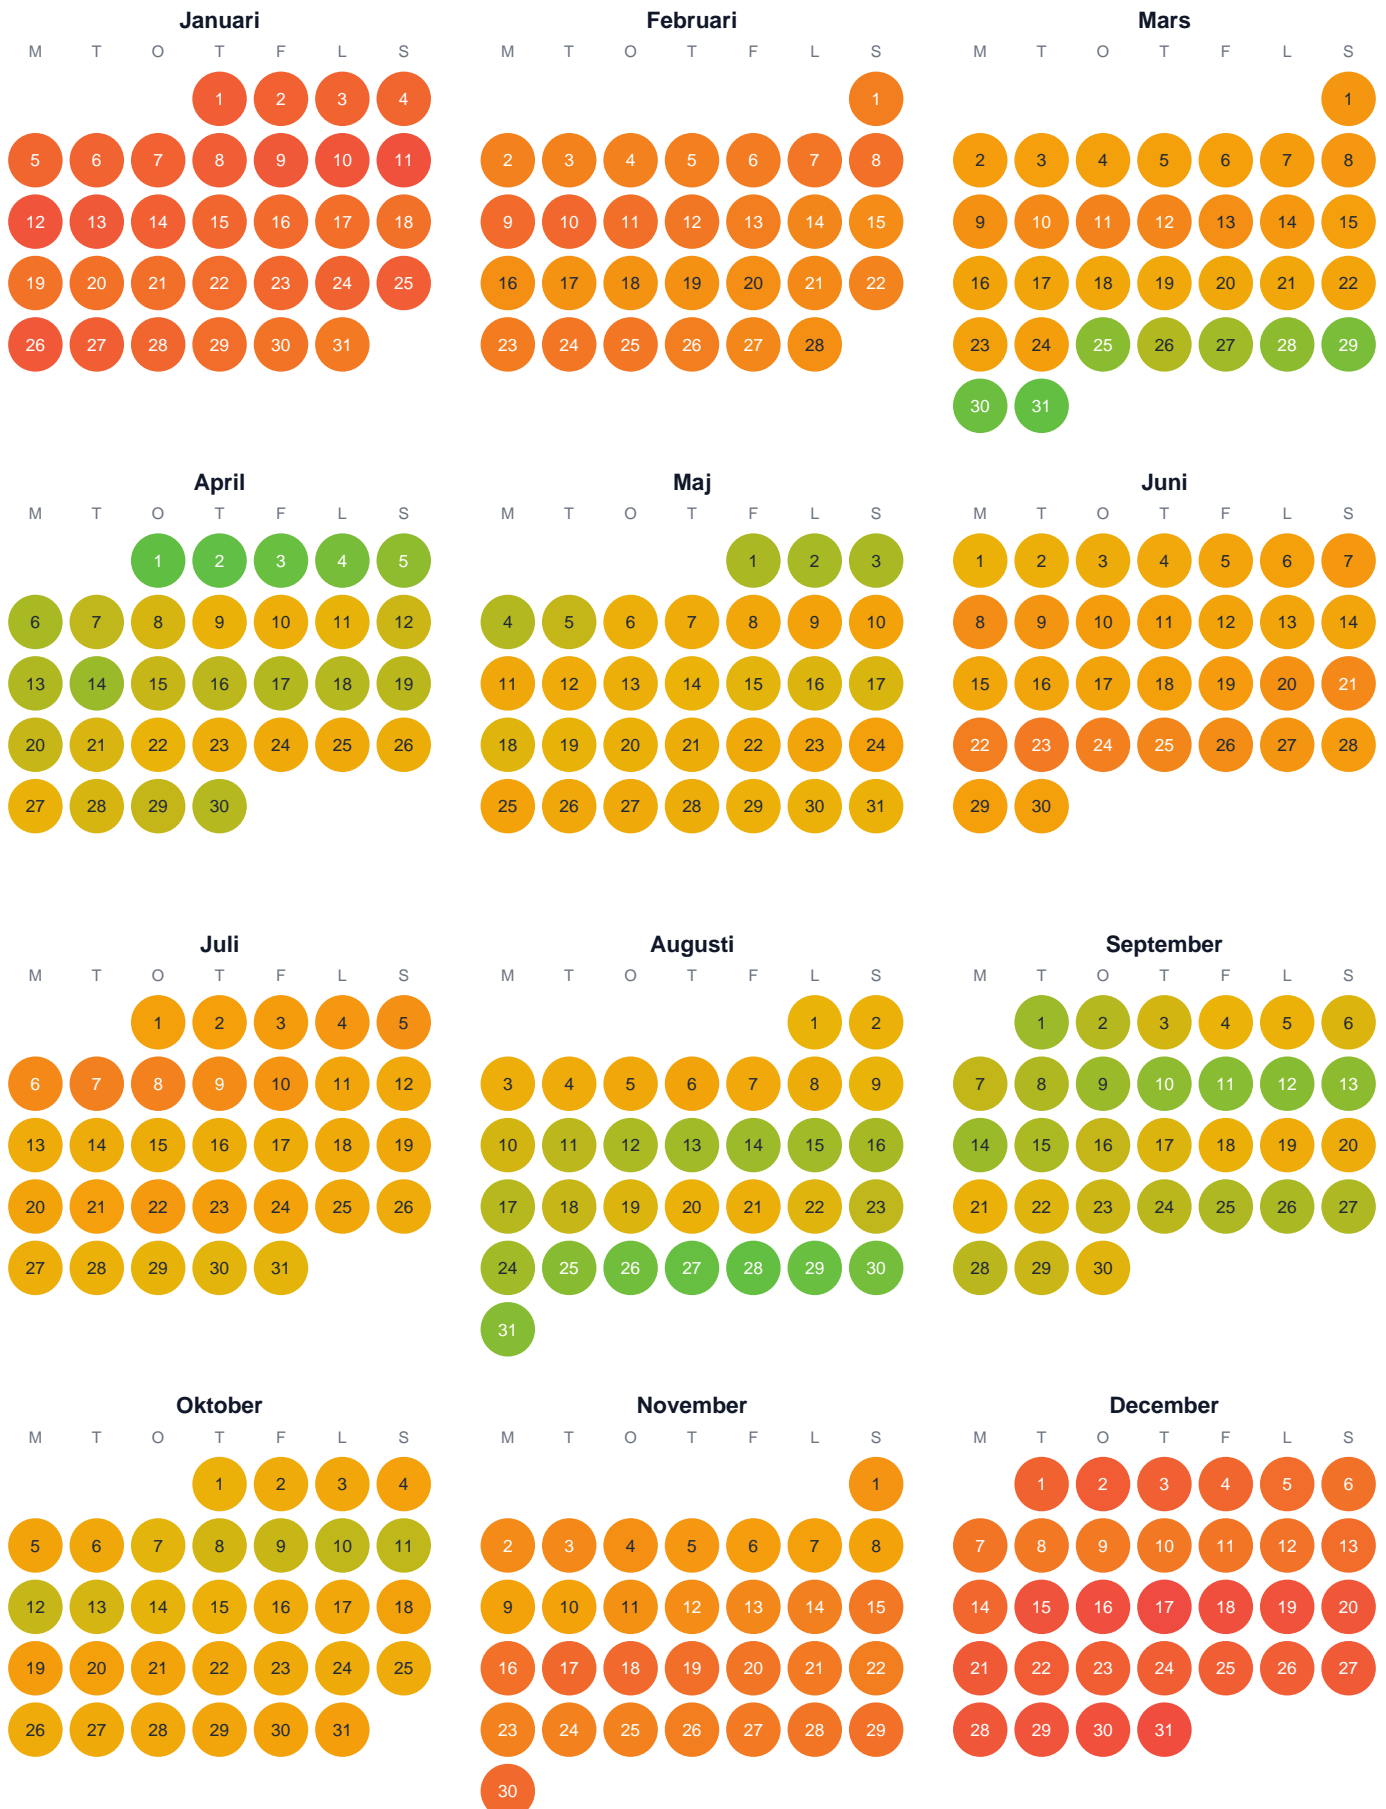 Januari
M T O T F L S
1 2 3 4
5 6 7 8 9 10 11
12 13 14 15 16 17 18
19 20 21 22 23 24 25
26 27 28 29 30 31
Februari
M T O T F L S
1
2 3 4 5 6 7 8
9 10 11 12 13 14 15
16 17 18 19 20 21 22
23 24 25 26 27 28
Mars
M T O T F L S
1
2 3 4 5 6 7 8
9 10 11 12 13 14 15
16 17 18 19 20 21 22
23 24 25 26 27 28 29
30 31
April
M T O T F L S
1 2 3 4 5
6 7 8 9 10 11 12
13 14 15 16 17 18 19
20 21 22 23 24 25 26
27 28 29 30
Maj
M T O T F L S
1 2 3
4 5 6 7 8 9 10
11 12 13 14 15 16 17
18 19 20 21 22 23 24
25 26 27 28 29 30 31
Juni
M T O T F L S
1 2 3 4 5 6 7
8 9 10 11 12 13 14
15 16 17 18 19 20 21
22 23 24 25 26 27 28
29 30
Juli
M T O T F L S
1 2 3 4 5
6 7 8 9 10 11 12
13 14 15 16 17 18 19
20 21 22 23 24 25 26
27 28 29 30 31
Augusti
M T O T F L S
1 2
3 4 5 6 7 8 9
10 11 12 13 14 15 16
17 18 19 20 21 22 23
24 25 26 27 28 29 30
31
September
M T O T F L S
1 2 3 4 5 6
7 8 9 10 11 12 13
14 15 16 17 18 19 20
21 22 23 24 25 26 27
28 29 30
Oktober
M T O T F L S
1 2 3 4
5 6 7 8 9 10 11
12 13 14 15 16 17 18
19 20 21 22 23 24 25
26 27 28 29 30 31
November
M T O T F L S
1
2 3 4 5 6 7 8
9 10 11 12 13 14 15
16 17 18 19 20 21 22
23 24 25 26 27 28 29
30
December
M T O T F L S
1 2 3 4 5 6
7 8 9 10 11 12 13
14 15 16 17 18 19 20
21 22 23 24 25 26 27
28 29 30 31